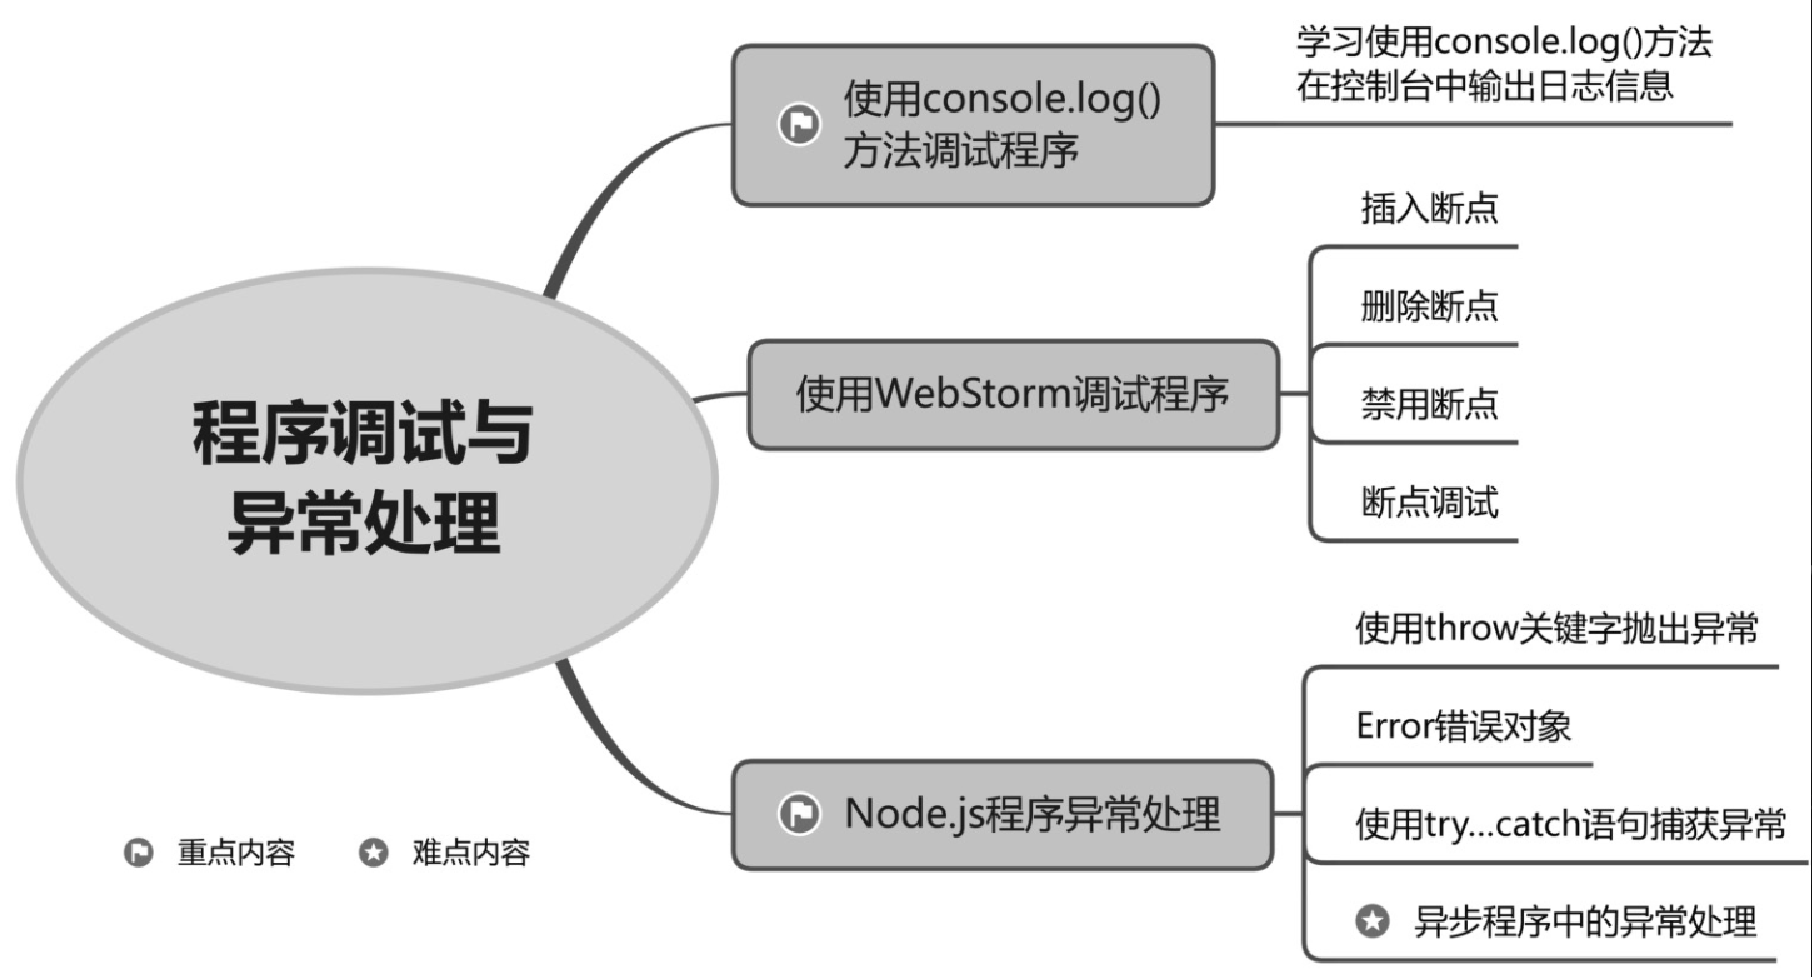 程序调试与
异常处理
使用console.log()
方法调试程序
学习使用console.log()方法
在控制台中输出日志信息
使用WebStorm调试程序
插入断点
删除断点
禁用断点
断点调试
Node.js程序异常处理
使用throw关键字抛出异常
Error错误对象
使用try...catch语句捕获异常
异步程序中的异常处理
重点内容
难点内容